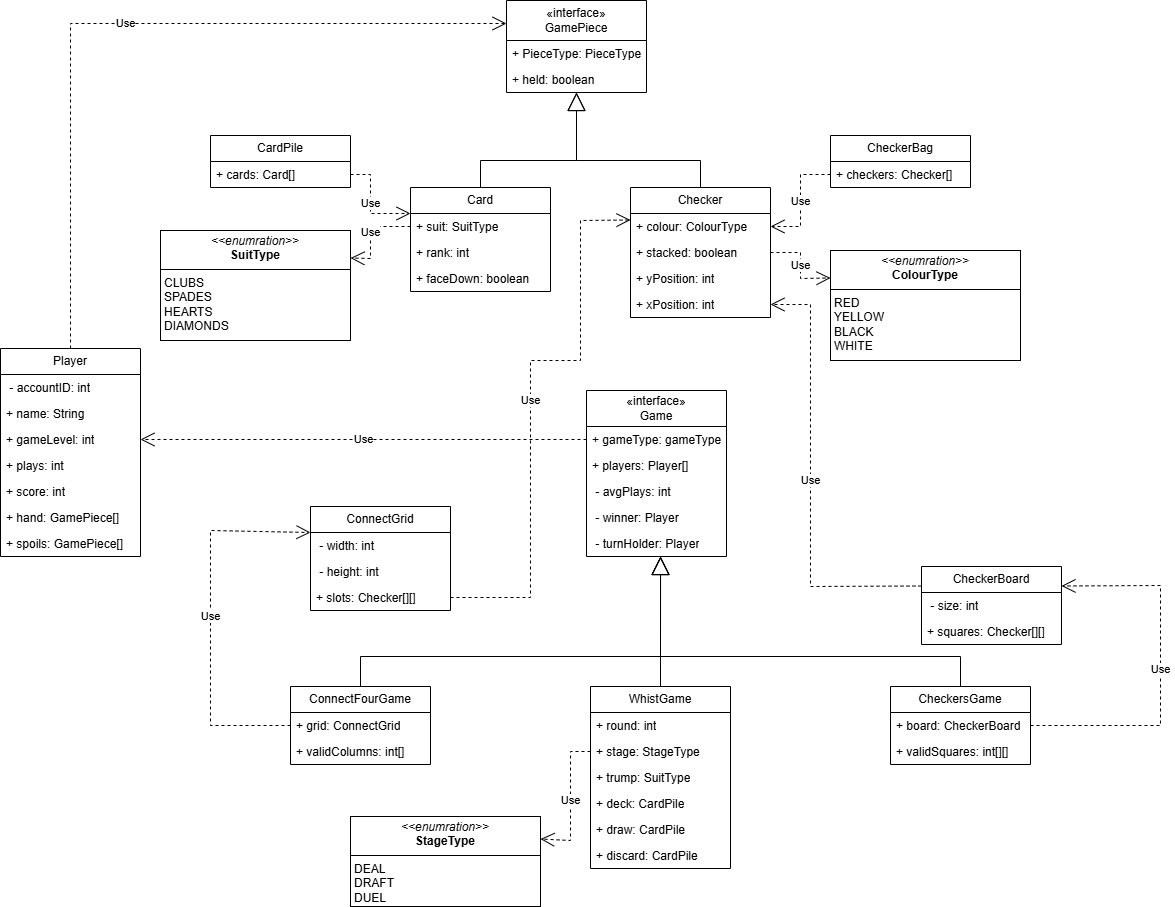 Use
«interface»
GamePiece
+ PieceType: PieceType
+ held: boolean
CardPile
+ cards: Card[]
Use
CheckerBag
+ checkers: Checker[]
Use
Card
+ suit: SuitType
+ rank: int
+ faceDown: boolean
Use
Checker
+ colour: ColourType
+ stacked: boolean
+ yPosition: int
+ xPosition: int
Use
<<enumration>>
SuitType
CLUBS
SPADES
HEARTS
DIAMONDS
<<enumration>>
ColourType
RED
YELLOW
BLACK
WHITE
Player
- accountID: int
+ name: String
+ gameLevel: int
+ plays: int
+ score: int
+ hand: GamePiece[]
+ spoils: GamePiece[]
Use
Use
«interface»
Game
+ gameType: gameType
+ players: Player[]
- avgPlays: int
- winner: Player
- turnHolder: Player
Use
ConnectGrid
- width: int
- height: int
+ slots: Checker[][]
Use
CheckerBoard
- size: int
+ squares: Checker[][]
Use
ConnectFourGame
+ grid: ConnectGrid
+ validColumns: int[]
WhistGame
+ round: int
+ stage: StageType
+ trump: SuitType
+ deck: CardPile
+ draw: CardPile
+ discard: CardPile
CheckersGame
+ board: CheckerBoard
+ validSquares: int[][]
Use
<<enumration>>
StageType
DEAL
DRAFT
DUEL